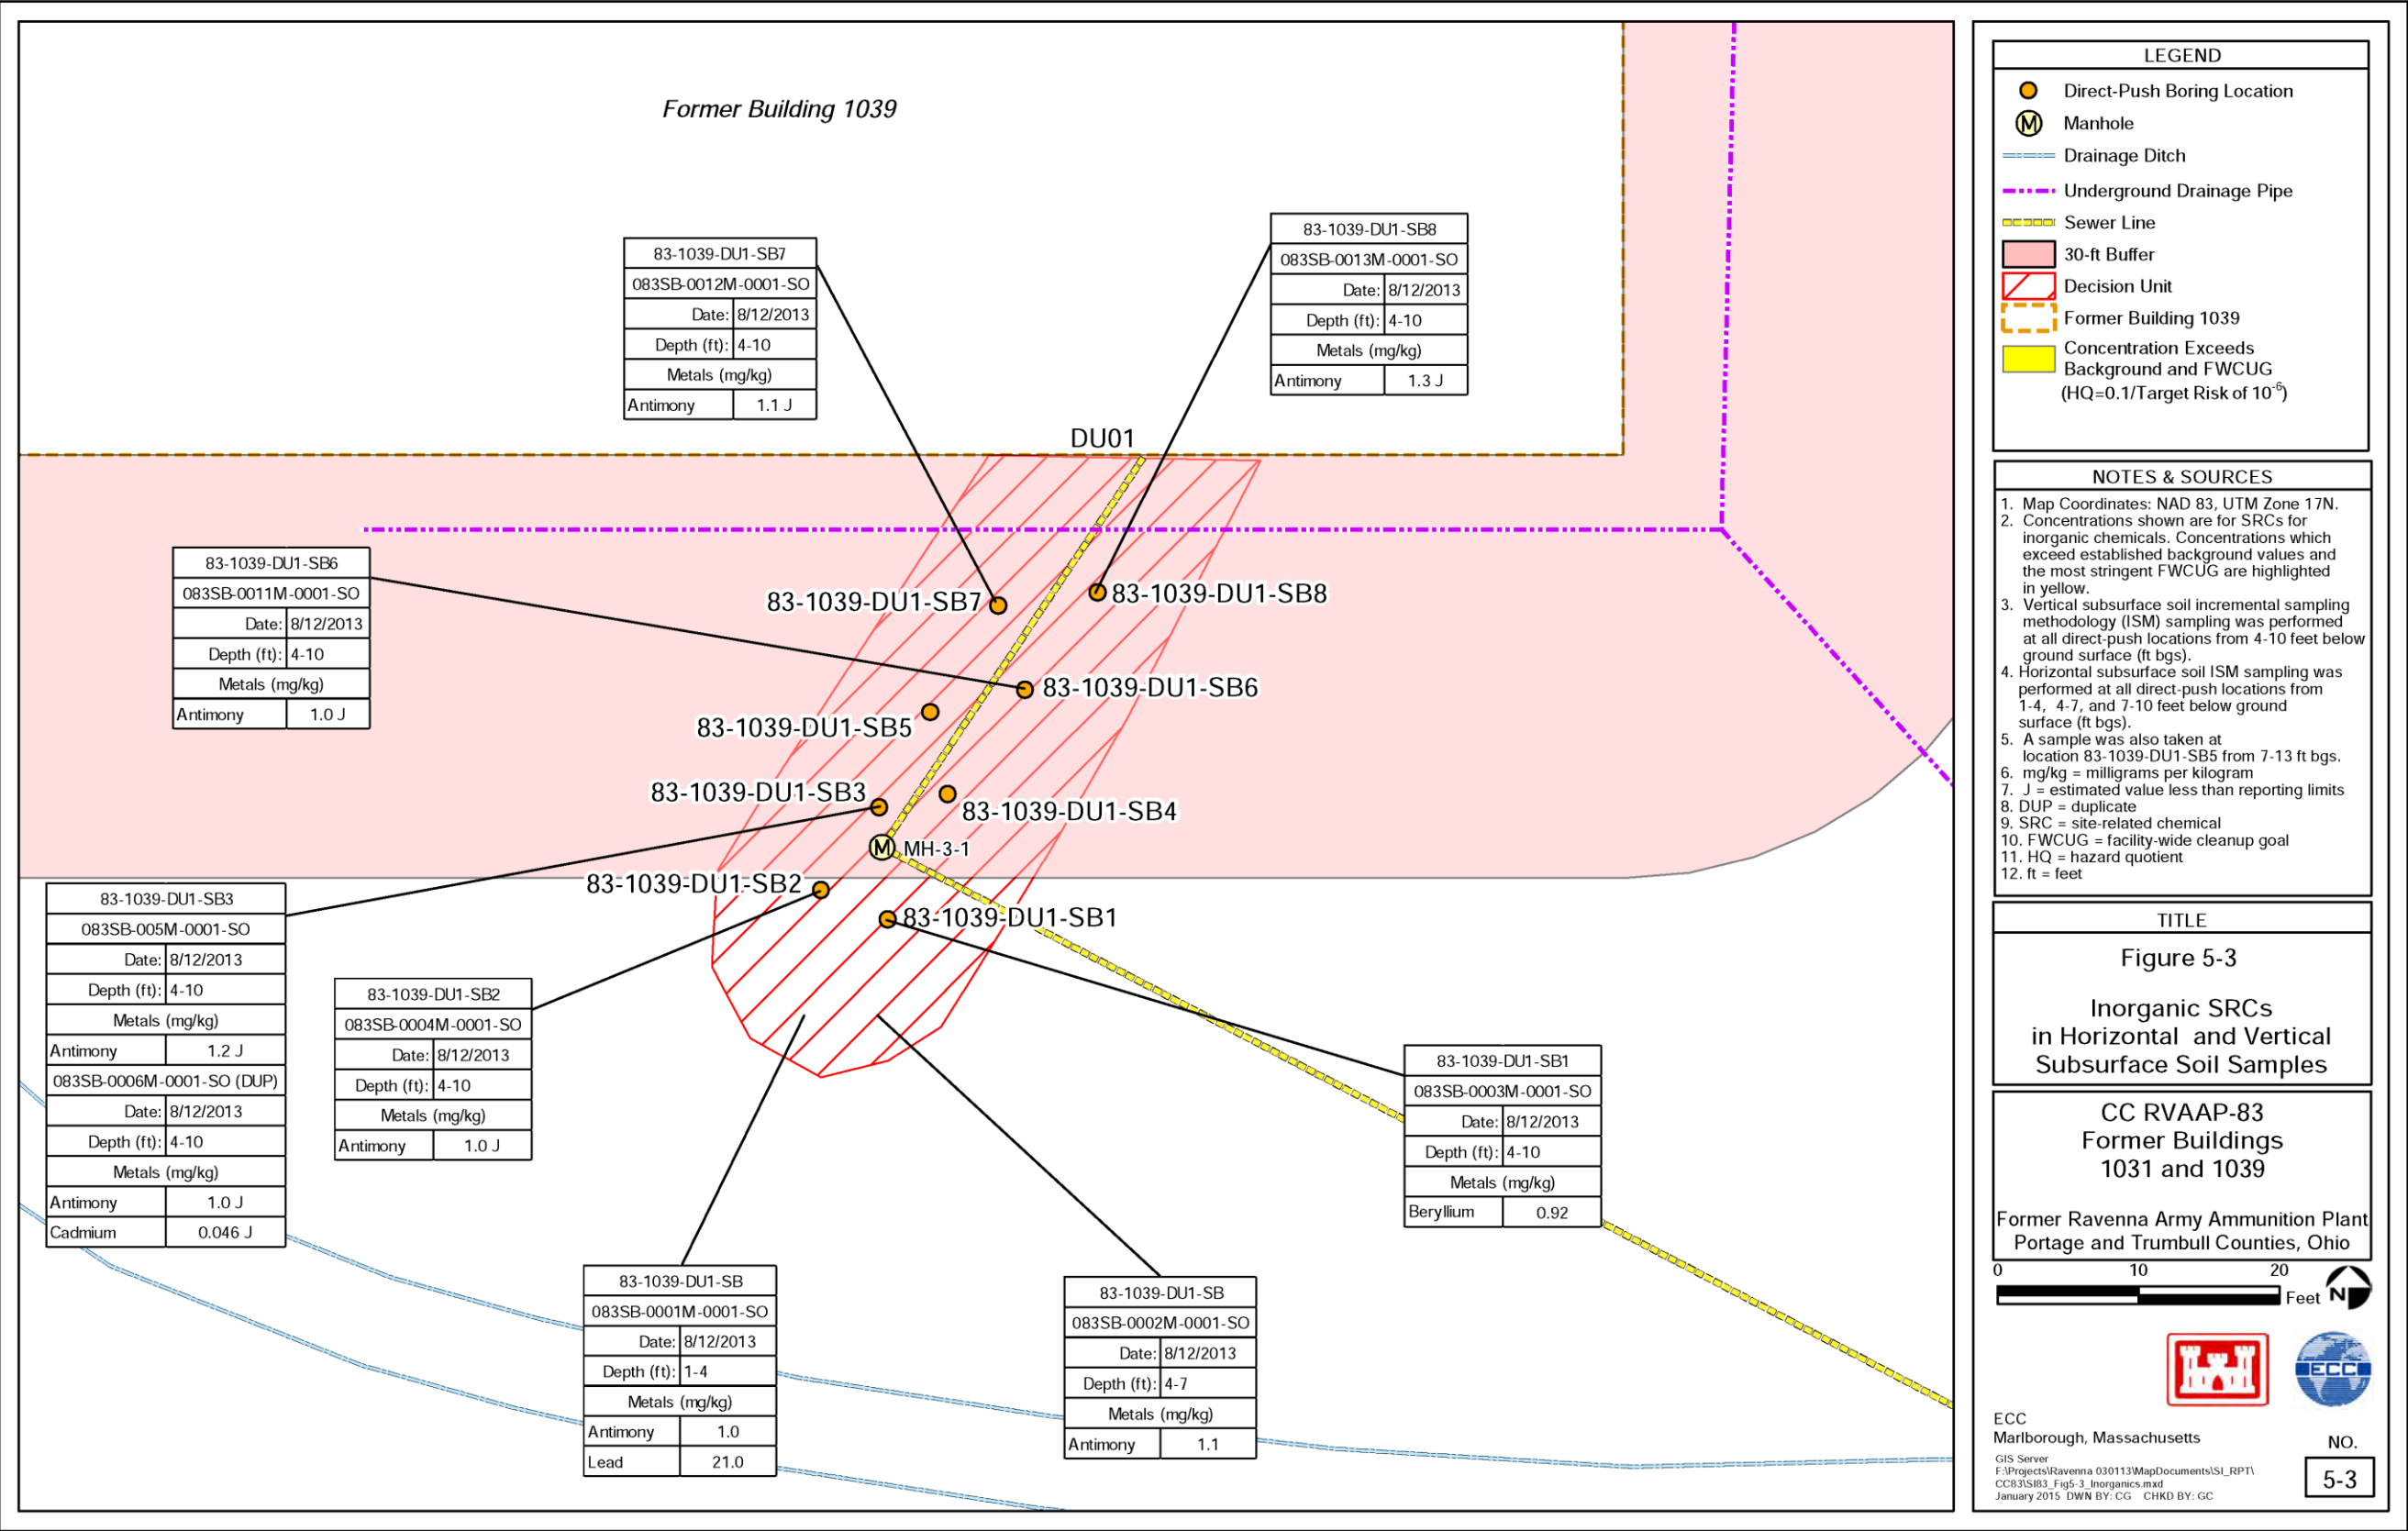 Former Building 1039
83-1039-DU1-SB7
083SB-0012M-0001-SO
Date: 8/12/2013
Depth (ft): 4-10
Metals (mg/kg)
Antimony 1.1 J
83-1039-DU1-SB8
083SB-0013M-0001-SO
Date: 8/12/2013
Depth (ft): 4-10
Metals (mg/kg)
Antimony 1.3 J
DU01
83-1039-DU1-SB6
083SB-0011M-0001-SO
Date: 8/12/2013
Depth (ft): 4-10
Metals (mg/kg)
Antimony 1.0 J
83-1039-DU1-SB7
83-1039-DU1-SB8
83-1039-DU1-SB6
83-1039-DU1-SB5
83-1039-DU1-SB3
83-1039-DU1-SB4
M MH-3-1
83-1039-DU1-SB2
83-1039-DU1-SB1
83-1039-DU1-SB3
083SB-005M-0001-SO
Date: 8/12/2013
Depth (ft): 4-10
Metals (mg/kg)
Antimony 1.2 J
083SB-0006M-0001-SO (DUP)
Date: 8/12/2013
Depth (ft): 4-10
Metals (mg/kg)
Antimony 1.0 J
Cadmium 0.046 J
83-1039-DU1-SB2
083SB-0004M-0001-SO
Date: 8/12/2013
Depth (ft): 4-10
Metals (mg/kg)
Antimony 1.0 J
83-1039-DU1-SB1
083SB-0003M-0001-SO
Date: 8/12/2013
Depth (ft): 4-10
Metals (mg/kg)
Beryllium 0.92
83-1039-DU1-SB
083SB-0001M-0001-SO
Date: 8/12/2013
Depth (ft): 1-4
Metals (mg/kg)
Antimony 1.0
Lead 21.0
83-1039-DU1-SB
083SB-0002M-0001-SO
Date: 8/12/2013
Depth (ft): 4-7
Metals (mg/kg)
Antimony 1.1
LEGEND
Direct-Push Boring Location
M Manhole
Drainage Ditch
Underground Drainage Pipe
Sewer Line
30-ft Buffer
Decision Unit
Former Building 1039
Concentration Exceeds
Background and FWCUG
(HQ=0.1/Target Risk of 10-6)
NOTES & SOURCES
1. Map Coordinates: NAD 83, UTM Zone 17N.
2. Concentrations shown are for SRCs for
inorganic chemicals. Concentrations which
exceed established background values and
the most stringent FWCUG are highlighted
in yellow.
3. Vertical subsurface soil incremental sampling
methodology (ISM) sampling was performed
at all direct-push locations from 4-10 feet below
ground surface (ft bgs).
4. Horizontal subsurface soil ISM sampling was
performed at all direct-push locations from
1-4, 4-7, and 7-10 feet below ground
surface (ft bgs).
5. A sample was also taken at
location 83-1039-DU1-SB5 from 7-13 ft bgs.
6. mg/kg = milligrams per kilogram
7. J = estimated value less than reporting limits
8. DUP = duplicate
9. SRC = site-related chemical
10. FWCUG = facility-wide cleanup goal
11. HQ = hazard quotient
12. ft = feet
TITLE
Figure 5-3
Inorganic SRCs
in Horizontal and Vertical
Subsurface Soil Samples
CC RVAAP-83
Former Buildings
1031 and 1039
Former Ravenna Army Ammunition Plant
Portage and Trumbull Counties, Ohio
0 10 20
Feet N
ECC
ECC
Marlborough, Massachusetts
GIS Server
F:\Projects\Ravenna 030113\MapDocuments\SI_RPT\
CC83\SI83_Fig5-3_Inorganics.mxd
January 2015 DWN BY: CG CHKD BY: GC
NO.
5-3